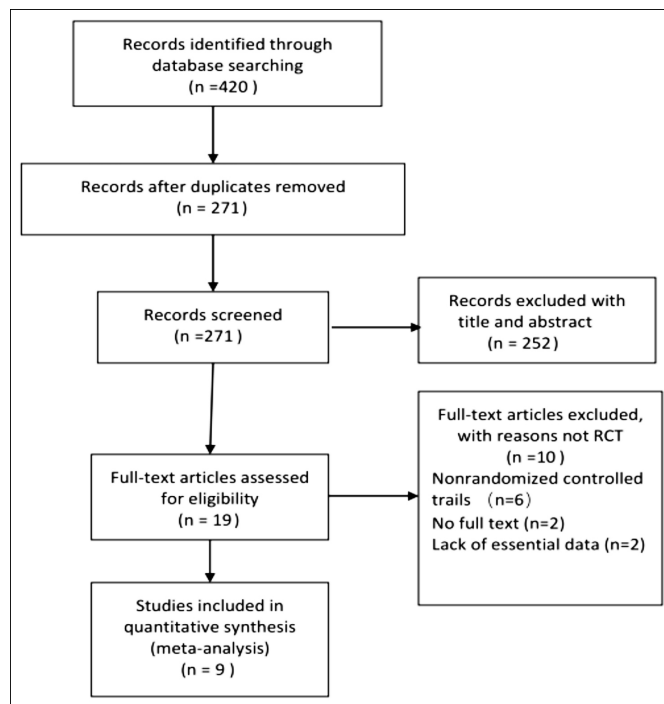 Records identified through
database searching
(n =420 )
Records after duplicates removed
(n = 271 )
Records screened
(n =271 )
Records excluded with
title and abstract
(n = 252)
Full-text articles assessed
for eligibility
(n = 19 )
Full-text articles excluded,
with reasons not RCT
(n =10 )
Nonrandomized controlled
trails （n=6）
No full text (n=2)
Lack of essential data (n=2)
Studies included in
quantitative synthesis
(meta-analysis)
(n = 9 )